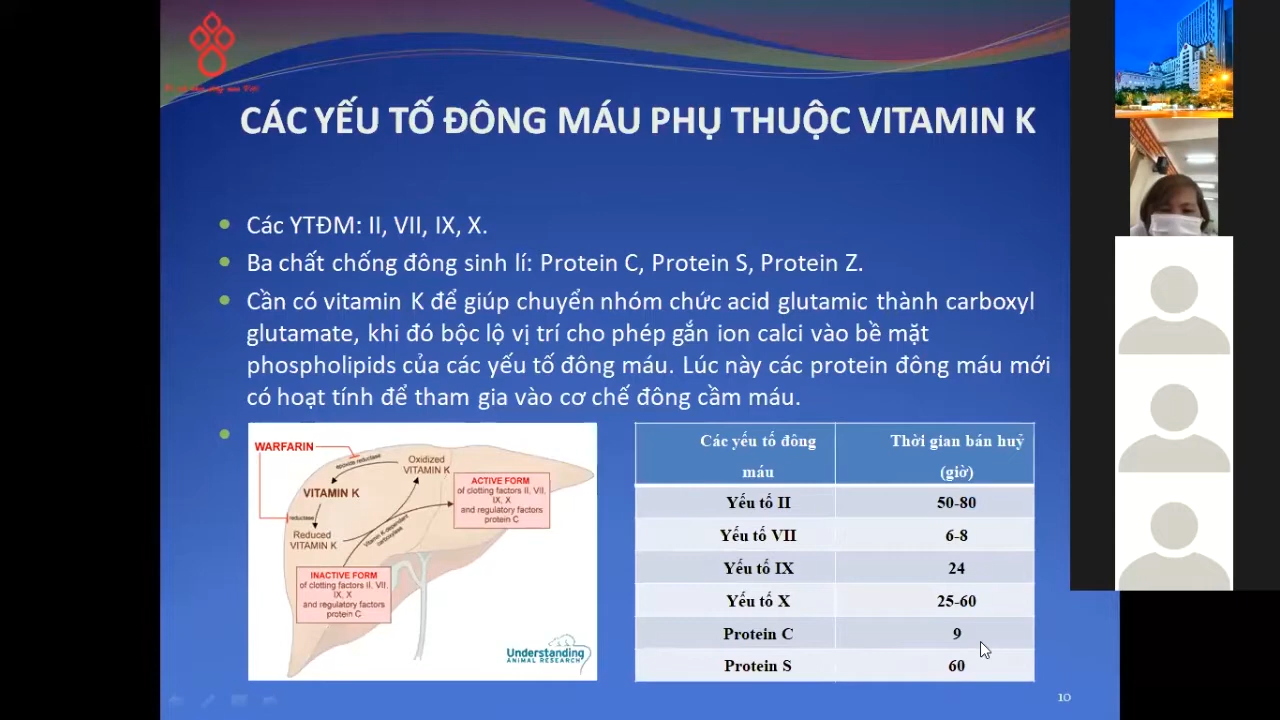 CÁC YẾU TỐ ĐÔNG MÁU PHỤ THUỘC VITAMIN K
Các YTĐM: II, VII, IX, X.
Ba chất chống đông sinh lí: Protein C, Protein S, Protein Z.
Cần có vitamin K để giúp chuyển nhóm chức acid glutamic thành carboxyl
glutamate, khi đó bộc lộ vị trí cho phép gắn ion calci vào bề mặt
phospholipids của các yếu tố đông máu. Lúc này các protein đông máu mới
có hoạt tính để tham gia vào cơ chế đông cầm máu.
WARFARIN
epoxide reductase
Oxidized
VITAMIN K
VITAMIN K
reductase
Reduced
VITAMIN K
Vitamin K-dependent
carboxylase
ACTIVE FORM
of clotting factors II, VII,
IX, X
and regulatory factors
protein C
INACTIVE FORM
of clotting factors II, VII,
IX, X
and regulatory factors
protein C
Understanding
ANIMAL RESEARCH
Các yếu tố đông
máu
Thời gian bán huỷ
(giờ)
Yếu tố II 50-80
Yếu tố VII 6-8
Yếu tố IX 24
Yếu tố X 25-60
Protein C 9
Protein S 60
10